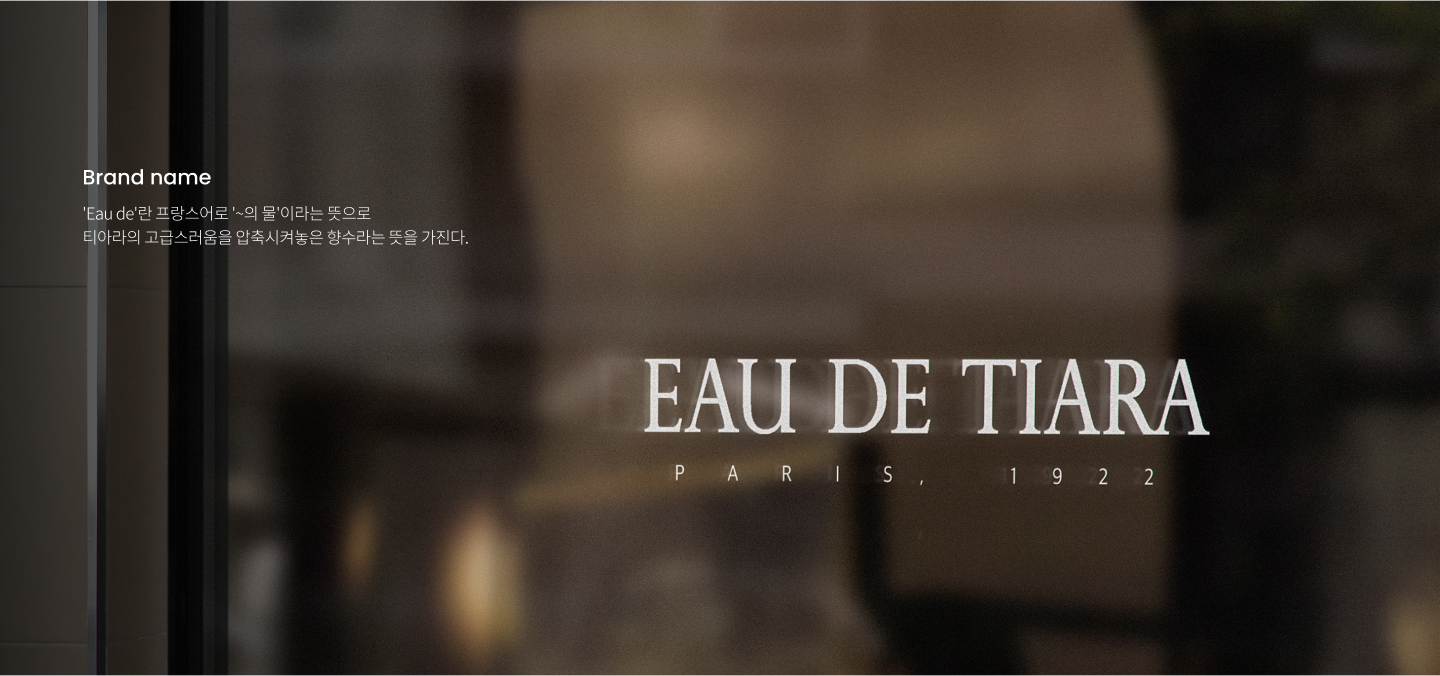 Brand name
'Eau de'란 프랑스어로 '~의 물'이라는 뜻으로
티아라의 고급스러움을 압축시켜놓은 향수라는 뜻을 가진다.
EAU DE TIARA
PARIS, 1922